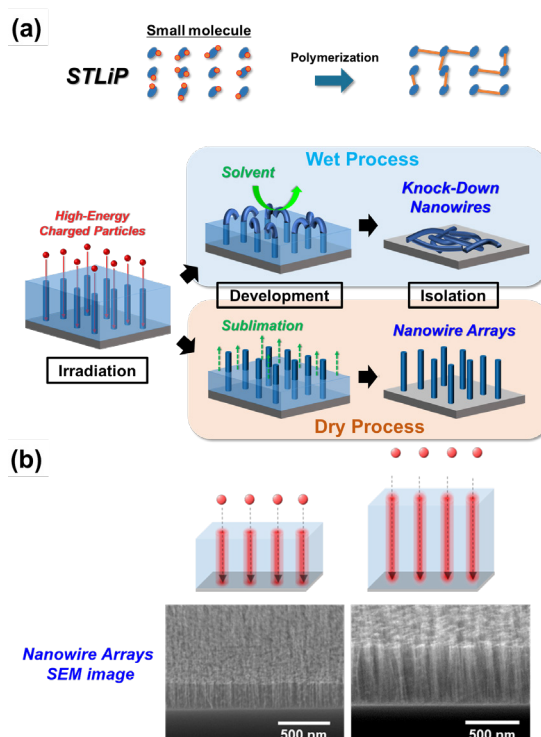 (a)
Small molecule
STLiP
Polymerization
Wet Process
Solvent
High-Energy
Charged Particles
Knock-Down
Nanowires
Development
Isolation
Irradiation
Sublimation
Nanowire Arrays
Dry Process
(b)
Nanowire Arrays
SEM image
500 nm
500 nm